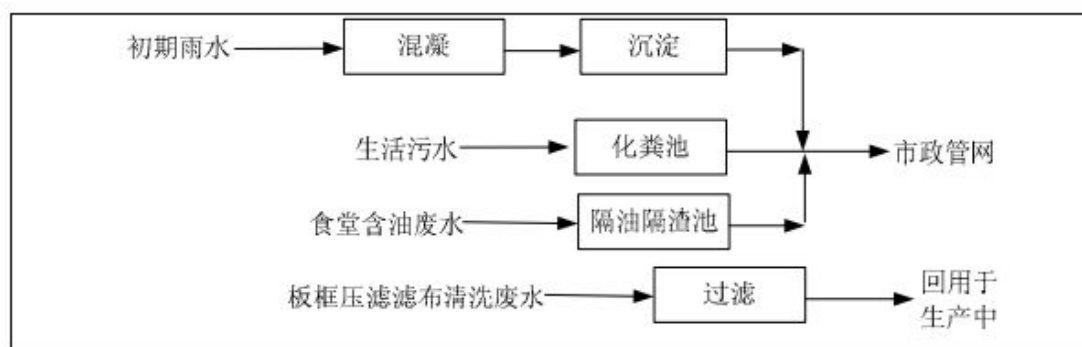 初期雨水
混凝
沉淀
生活污水
化粪池
市政管网
食堂含油废水
隔油隔渣池
板框压滤滤布清洗废水
过滤
回用于
生产中